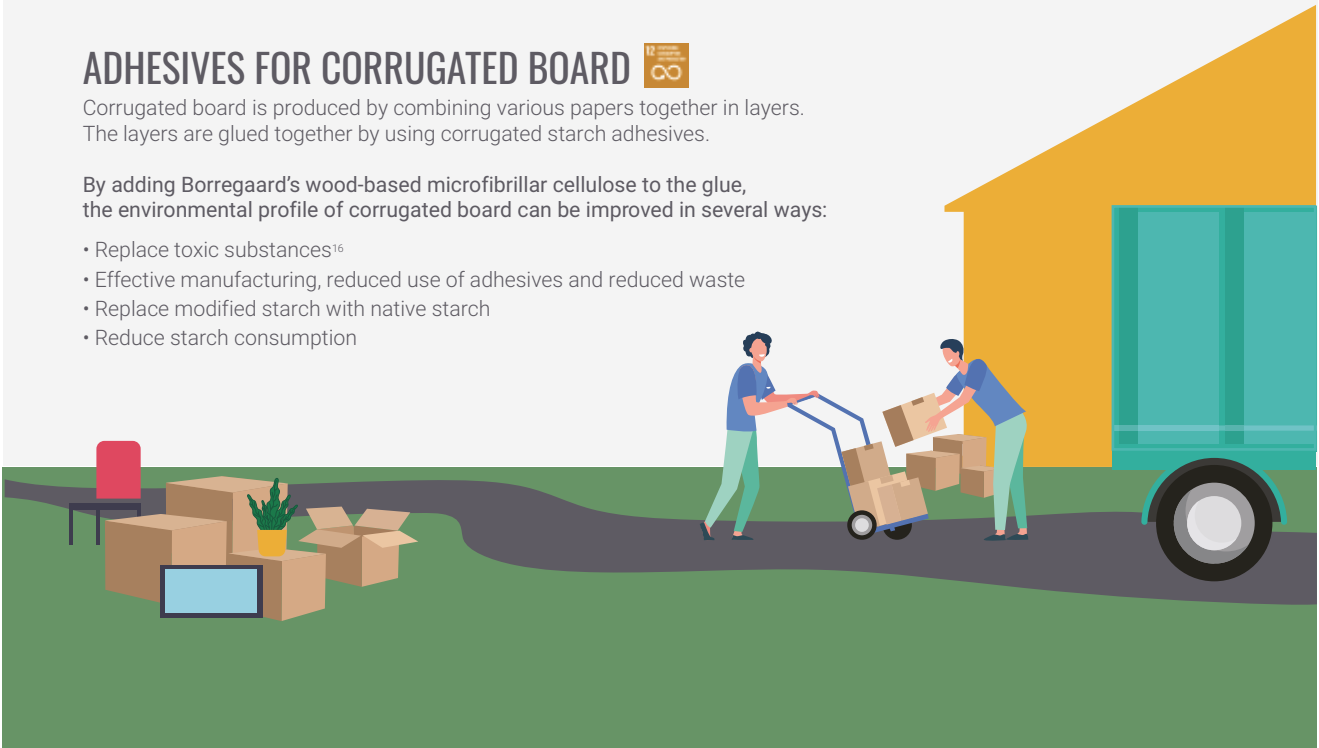 ADHESIVES FOR CORRUGATED BOARD
12
Corrugated board is produced by combining various papers together in layers.
The layers are glued together by using corrugated starch adhesives.
By adding Borregaard’s wood-based microfibrillar cellulose to the glue,
the environmental profile of corrugated board can be improved in several ways:
• Replace toxic substances¹⁶
• Effective manufacturing, reduced use of adhesives and reduced waste
• Replace modified starch with native starch
• Reduce starch consumption